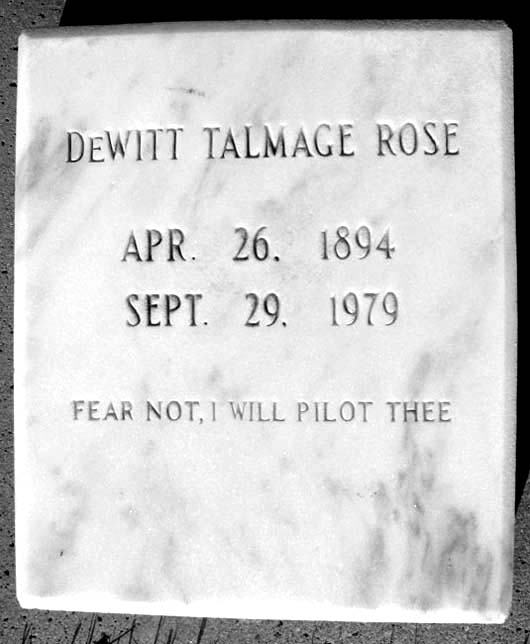 DEWITT TALMAGE ROSE
APR. 26. 1894
SEPT. 29. 1979
FEAR NOT, I WILL PILOT THEE